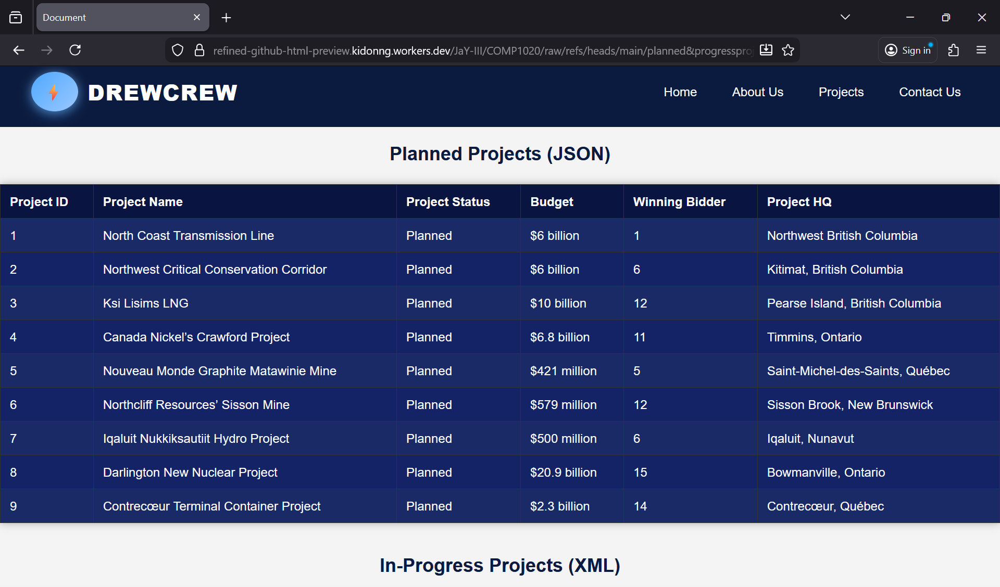 Document
refined-github-html-preview.kidonng.workers.dev/JaY-III/COMP1020/raw/refs/heads/main/planned&progressproj
Sign in
DREWCREW
Home About Us Projects Contact Us
Planned Projects (JSON)
Project ID Project Name Project Status Budget Winning Bidder Project HQ
1 North Coast Transmission Line Planned $6 billion 1 Northwest British Columbia
2 Northwest Critical Conservation Corridor Planned $6 billion 6 Kitimat, British Columbia
3 Ksi Lisims LNG Planned $10 billion 12 Pearse Island, British Columbia
4 Canada Nickel’s Crawford Project Planned $6.8 billion 11 Timmins, Ontario
5 Nouveau Monde Graphite Matawinie Mine Planned $421 million 5 Saint-Michel-des-Saints, Québec
6 Northcliff Resources’ Sisson Mine Planned $579 million 12 Sisson Brook, New Brunswick
7 Iqaluit Nukkiksautiit Hydro Project Planned $500 million 6 Iqaluit, Nunavut
8 Darlington New Nuclear Project Planned $20.9 billion 15 Bowmanville, Ontario
9 Contrecœur Terminal Container Project Planned $2.3 billion 14 Contrecœur, Québec
In-Progress Projects (XML)